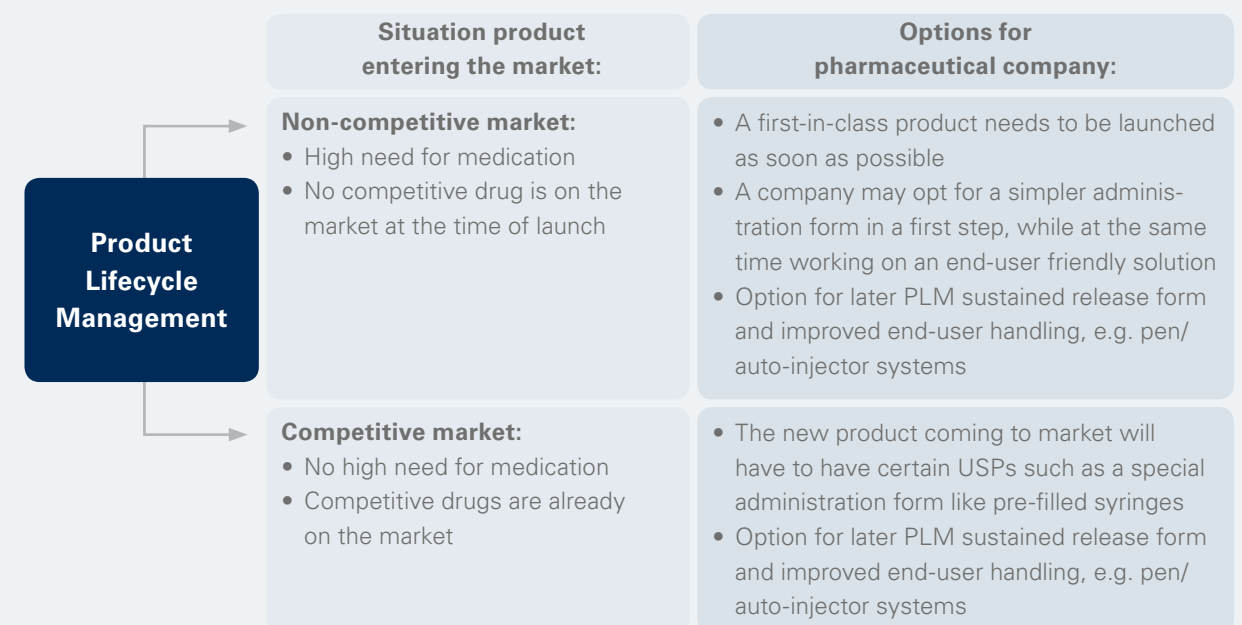 Situation product
entering the market:
Options for
pharmaceutical company:
Product
Lifecycle
Management
Non-competitive market:
• High need for medication
• No competitive drug is on the
market at the time of launch
• A first-in-class product needs to be launched
as soon as possible
• A company may opt for a simpler adminis-
tration form in a first step, while at the same
time working on an end-user friendly solution
• Option for later PLM sustained release form
and improved end-user handling, e.g. pen/
auto-injector systems
Competitive market:
• No high need for medication
• Competitive drugs are already
on the market
• The new product coming to market will
have to have certain USPs such as a special
administration form like pre-filled syringes
• Option for later PLM sustained release form
and improved end-user handling, e.g. pen/
auto-injector systems